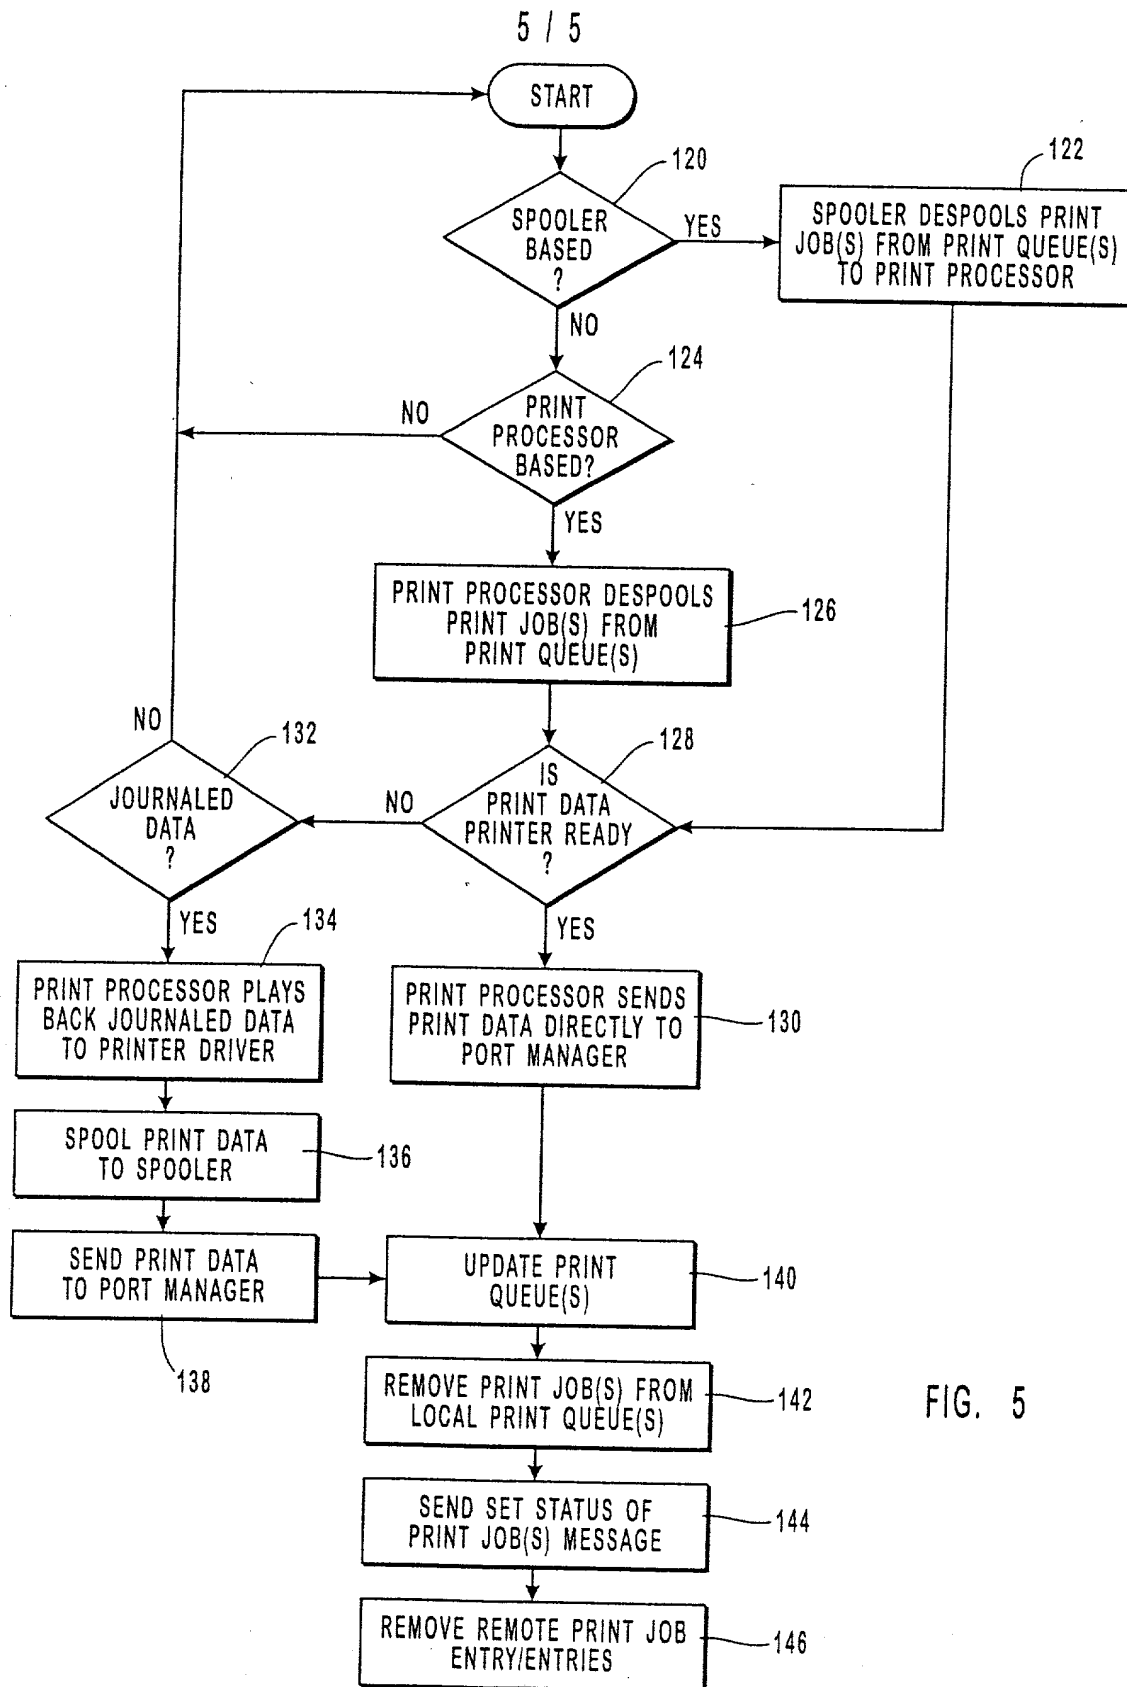 5 / 5
START
120
122
SPOOLER
BASED
?
YES
SPOOLER DESPOOLS PRINT
JOB(S) FROM PRINT QUEUE(S)
TO PRINT PROCESSOR
NO
124
PRINT
PROCESSOR
BASED?
NO
YES
PRINT PROCESSOR DESPOOLS
PRINT JOB(S) FROM
PRINT QUEUE(S)
126
NO
132
128
JOURNALED
DATA
?
NO
IS
PRINT DATA
PRINTER READY
?
YES
134
YES
PRINT PROCESSOR PLAYS
BACK JOURNALED DATA
TO PRINTER DRIVER
PRINT PROCESSOR SENDS
PRINT DATA DIRECTLY TO
PORT MANAGER
130
SPOOL PRINT DATA
TO SPOOLER
136
SEND PRINT DATA
TO PORT MANAGER
138
UPDATE PRINT
QUEUE(S)
140
REMOVE PRINT JOB(S) FROM
LOCAL PRINT QUEUE(S)
142
FIG. 5
SEND SET STATUS OF
PRINT JOB(S) MESSAGE
144
REMOVE REMOTE PRINT JOB
ENTRY/ENTRIES
146